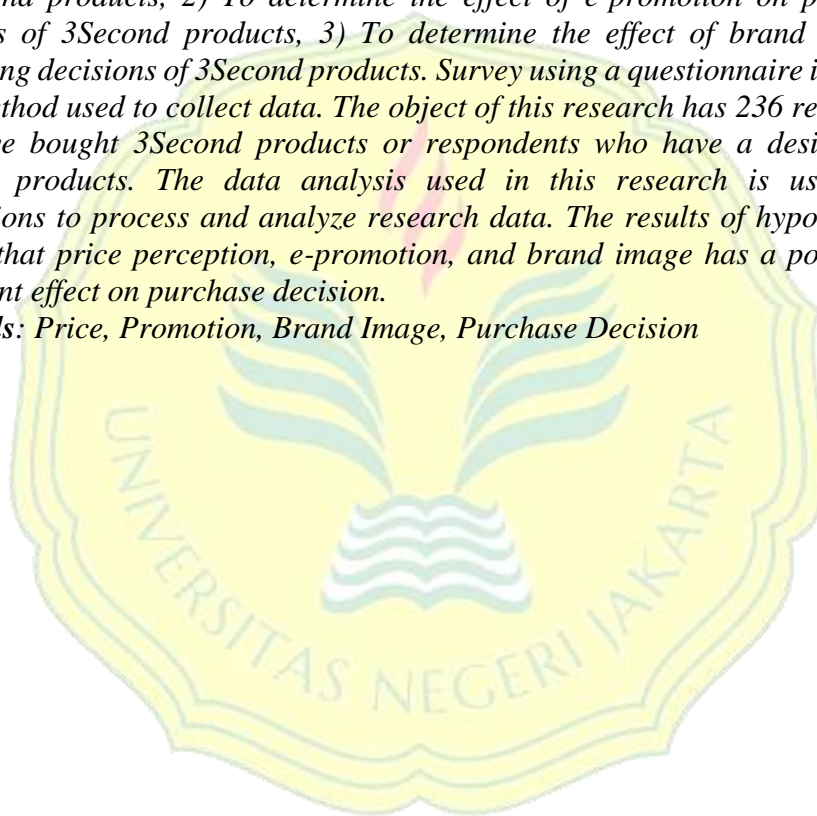 nd products, 2) To determine the effect of e-promotion on p
s of 3Second products, 3) To determine the effect of brand
ng decisions of 3Second products. Survey using a questionnaire i
thod used to collect data. The object of this research has 236 re
e bought 3Second products or respondents who have a desi
products. The data analysis used in this research is us
ons to process and analyze research data. The results of hypo
that price perception, e-promotion, and brand image has a po
nt effect on purchase decision.
ls: Price, Promotion, Brand Image, Purchase Decision
UNIVERSITAS NEGERI JAKARTA